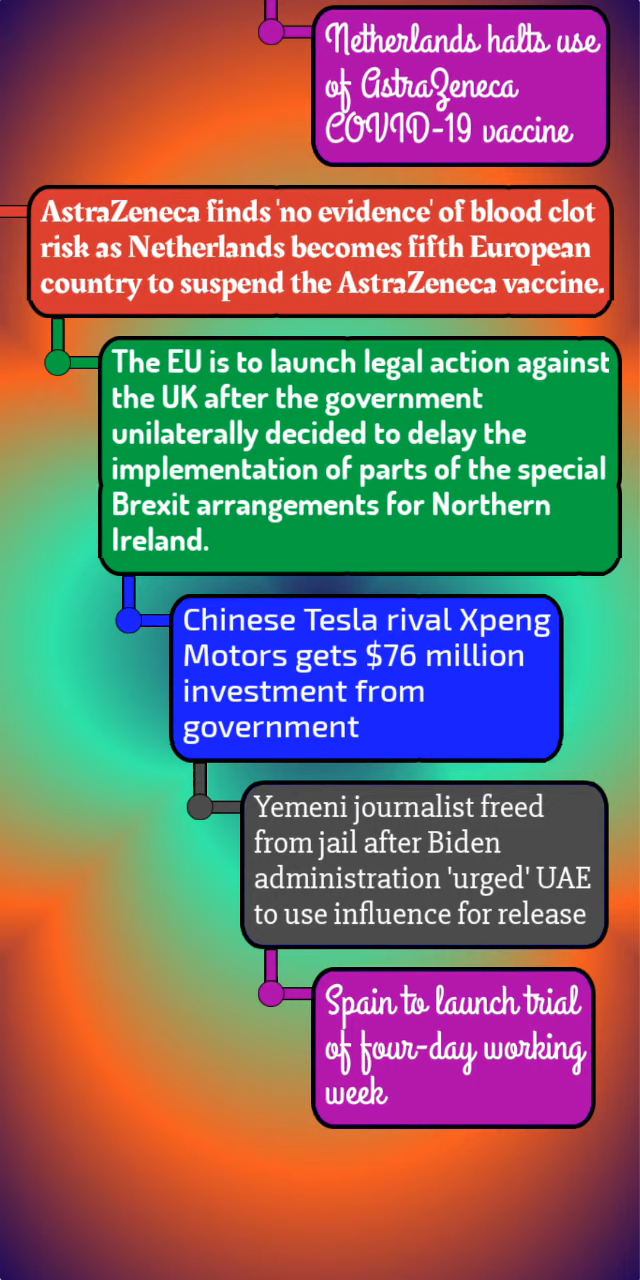 Netherlands halts use
of AstraZeneca
COVID-19 vaccine
AstraZeneca finds 'no evidence' of blood clot
risk as Netherlands becomes fifth European
country to suspend the AstraZeneca vaccine.
The EU is to launch legal action against
the UK after the government
unilaterally decided to delay the
implementation of parts of the special
Brexit arrangements for Northern
Ireland.
Chinese Tesla rival Xpeng
Motors gets $76 million
investment from
government
Yemeni journalist freed
from jail after Biden
administration 'urged' UAE
to use influence for release
Spain to launch trial
of four-day working
week